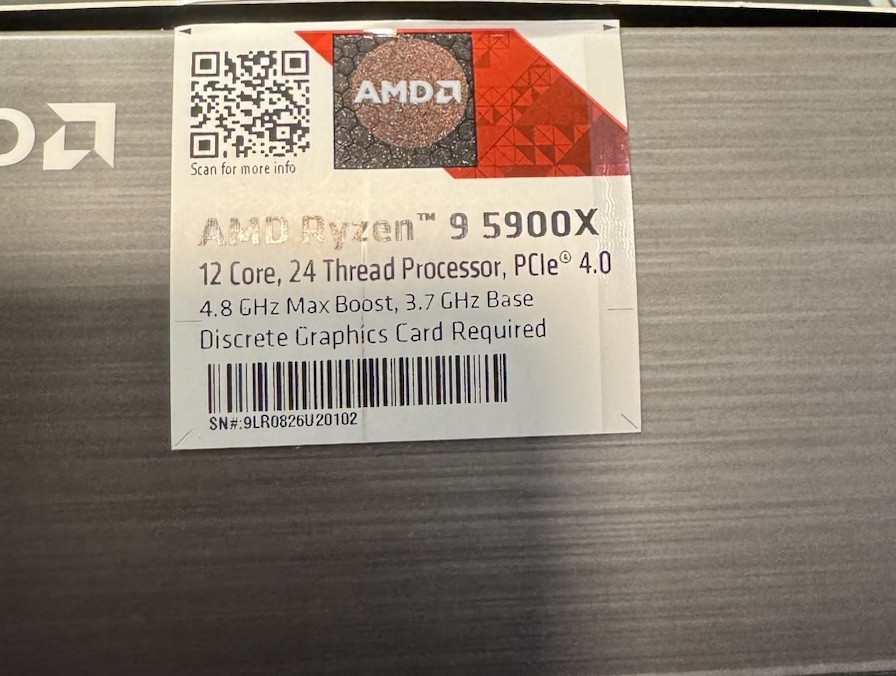 AMD
Scan for more info
AMD Ryzen™ 9 5900X
12 Core, 24 Thread Processor, PCIe® 4.0
4.8 GHz Max Boost, 3.7 GHz Base
Discrete Graphics Card Required
SN#:9LR0826U20102